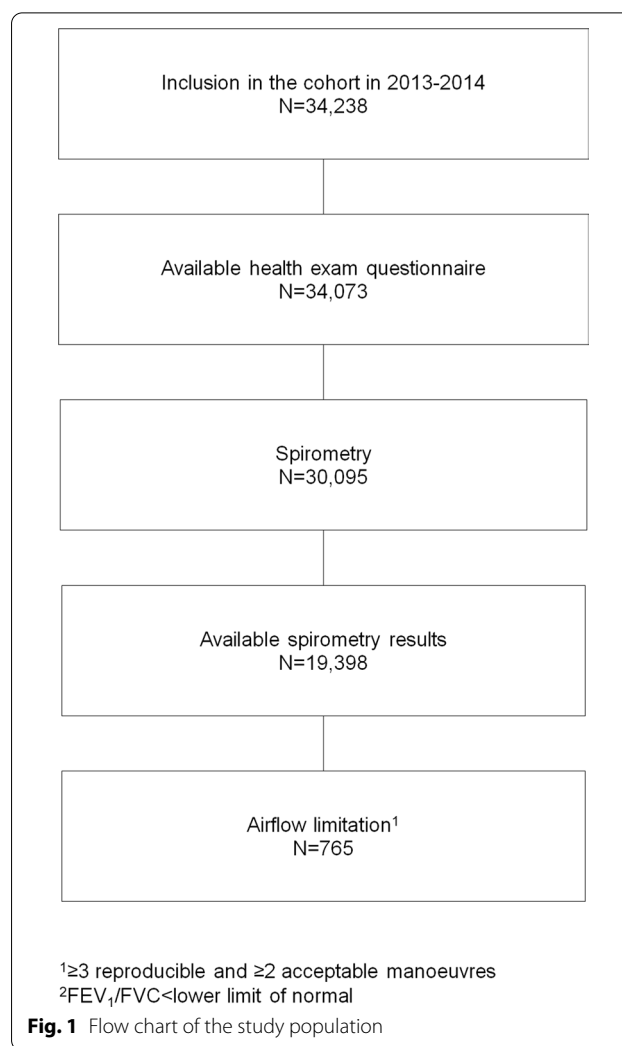 Inclusion in the cohort in 2013-2014
N=34,238
Available health exam questionnaire
N=34,073
Spirometry
N=30,095
Available spirometry results
N=19,398
Airflow limitation¹
N=765
¹≥3 reproducible and ≥2 acceptable manoeuvres
²FEV₁/FVC<lower limit of normal
Fig. 1 Flow chart of the study population